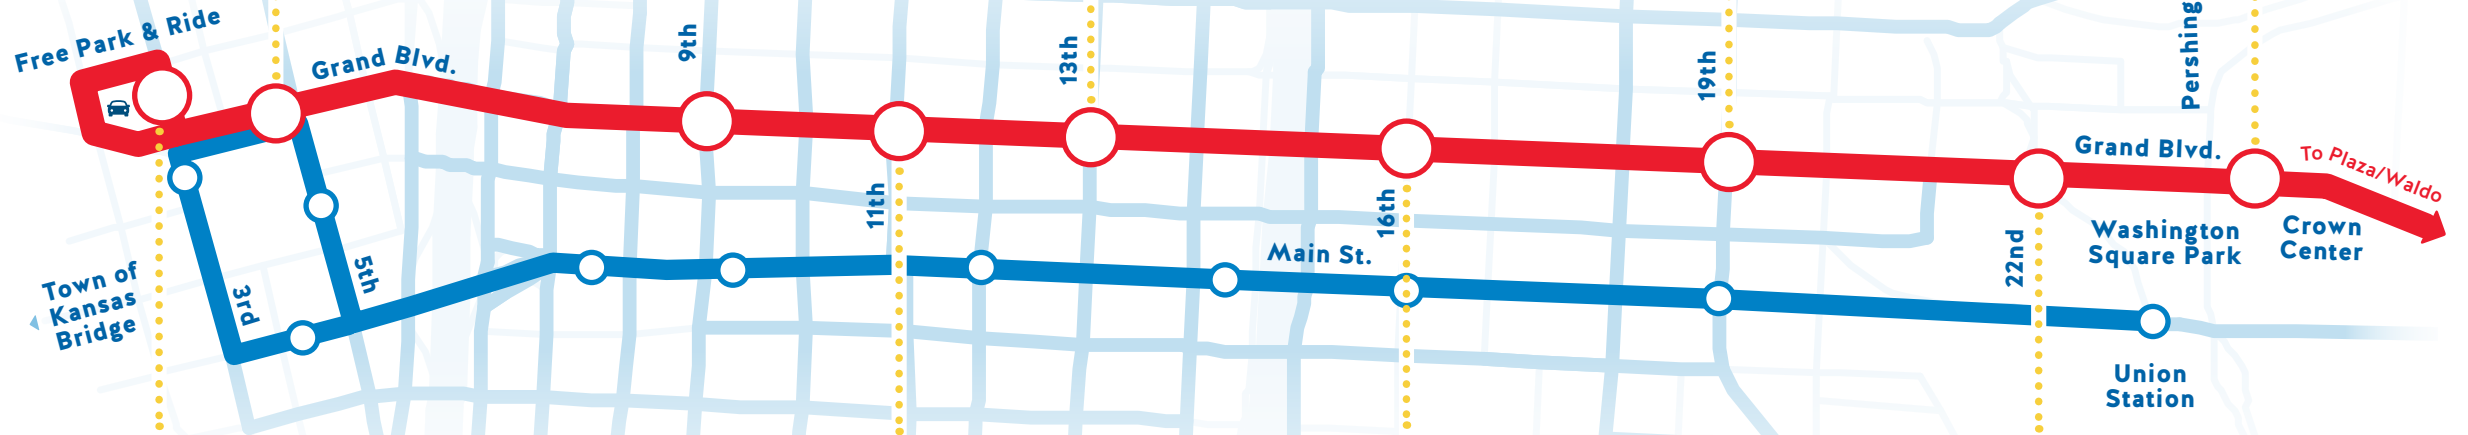 Free Park & Ride
Grand Blvd.
9th
13th
19th
Pershing
Grand Blvd.
To Plaza/Waldo
11th
16th
22nd
Washington
Square Park
Crown
Center
Main St.
Town of
Kansas
Bridge
3rd
5th
Union
Station